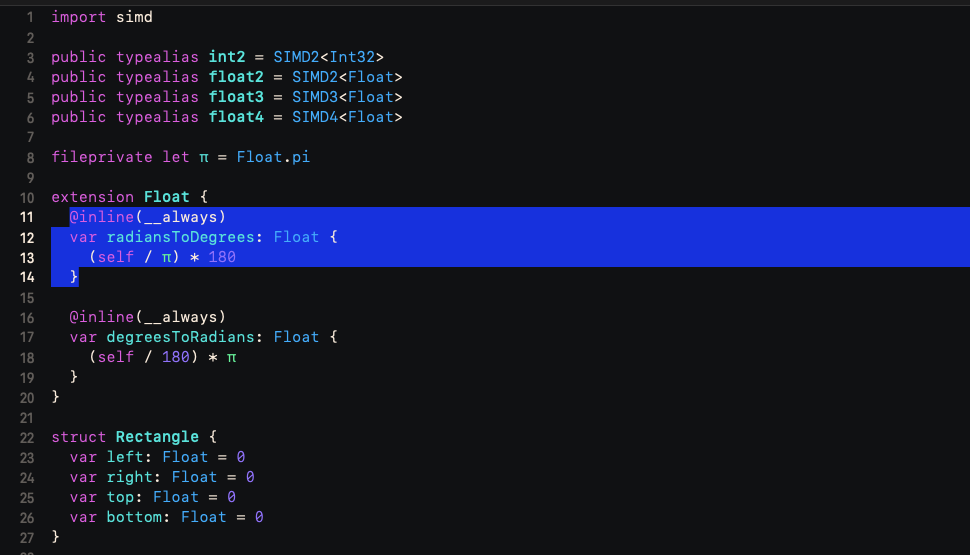 1 import simd
2
3 public typealias int2 = SIMD2<Int32>
4 public typealias float2 = SIMD2<Float>
5 public typealias float3 = SIMD3<Float>
6 public typealias float4 = SIMD4<Float>
7
8 fileprivate let π = Float.pi
9
10 extension Float {
11   @inline(__always)
12   var radiansToDegrees: Float {
13     (self / π) * 180
14   }
15
16   @inline(__always)
17   var degreesToRadians: Float {
18     (self / 180) * π
19   }
20 }
21
22 struct Rectangle {
23   var left: Float = 0
24   var right: Float = 0
25   var top: Float = 0
26   var bottom: Float = 0
27 }